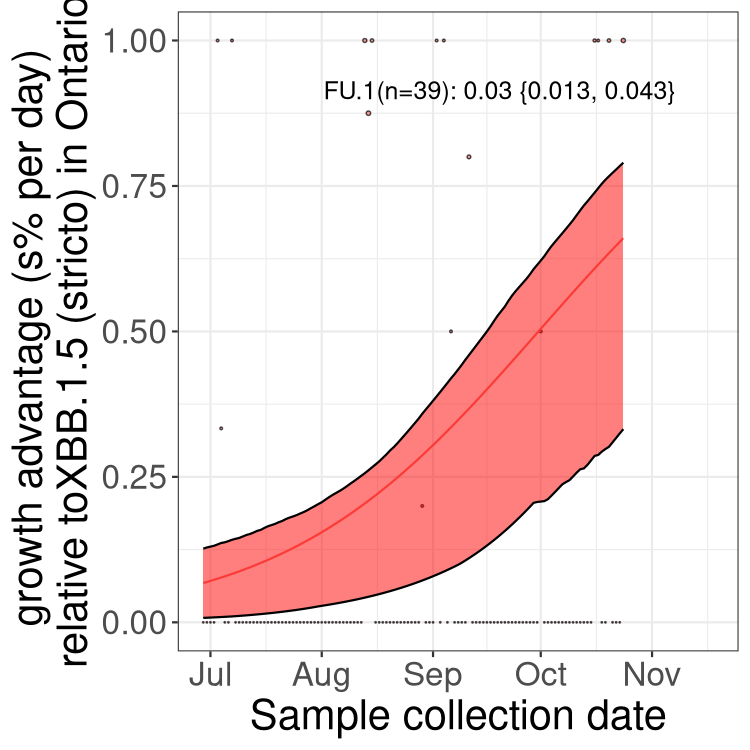 growth advantage (s% per day)
relative toXBB.1.5 (stricto) in Ontario
1.00
0.75
0.50
0.25
0.00
FU.1(n=39): 0.03 {0.013, 0.043}
Jul Aug Sep Oct Nov
Sample collection date